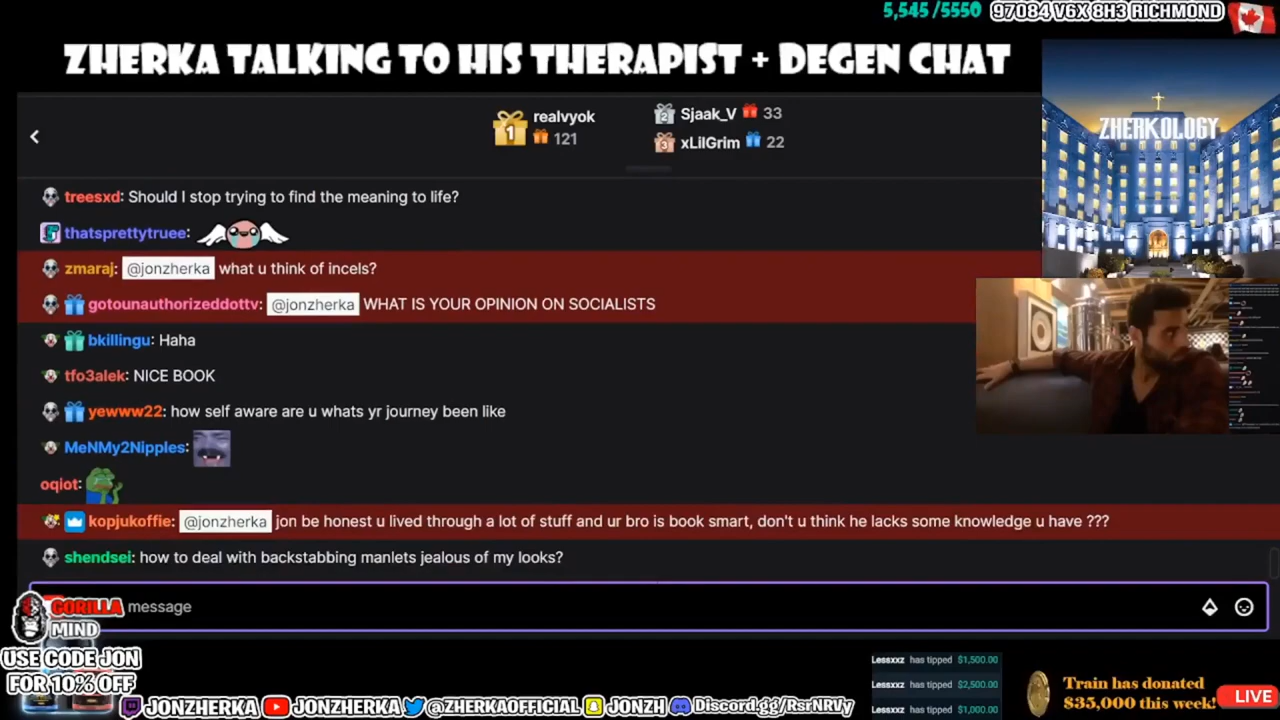 5,545 /5550
97084 V6X 8H3 RICHMOND
ZHERKA TALKING TO HIS THERAPIST + DEGEN CHAT
ZHERKOLOGY
1 realvyok
121
2 Sjaak_V 33
3 xLilGrim 22
treesxd: Should I stop trying to find the meaning to life?
thatsprettytruee:
zmaraj: @jonzherka what u think of incels?
gotounauthorizeddottv: @jonzherka WHAT IS YOUR OPINION ON SOCIALISTS
bkillingu: Haha
tfo3alek: NICE BOOK
yewww22: how self aware are u whats yr journey been like
MeNMy2Nipples:
oqiot:
kopjukoffie: @jonzherka jon be honest u lived through a lot of stuff and ur bro is book smart, don't u think he lacks some knowledge u have ???
shendsei: how to deal with backstabbing manlets jealous of my looks?
message
GORILLA
MIND
USE CODE JON
FOR 10% OFF
Lessxxz has tipped $1,500.00
Lessxxz has tipped $2,500.00
Lessxxz has tipped $1,000.00
Train has donated
$35,000 this week!
LIVE
JONZHERKA JONZHERKA @ZHERKAOFFICIAL JONZH Discord.gg/RsrNRVy